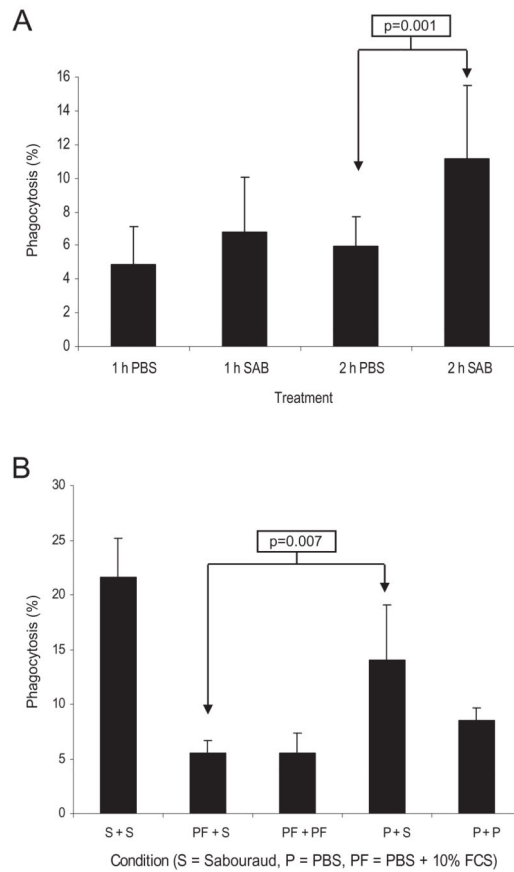 A
p=0.001
16
14
12
10
8
6
4
2
0
Phagocytosis (%)
1 h PBS
1 h SAB
2 h PBS
2 h SAB
Treatment
B
p=0.007
30
25
20
15
10
5
0
Phagocytosis (%)
S + S
PF + S
PF + PF
P + S
P + P
Condition (S = Sabouraud, P = PBS, PF = PBS + 10% FCS)